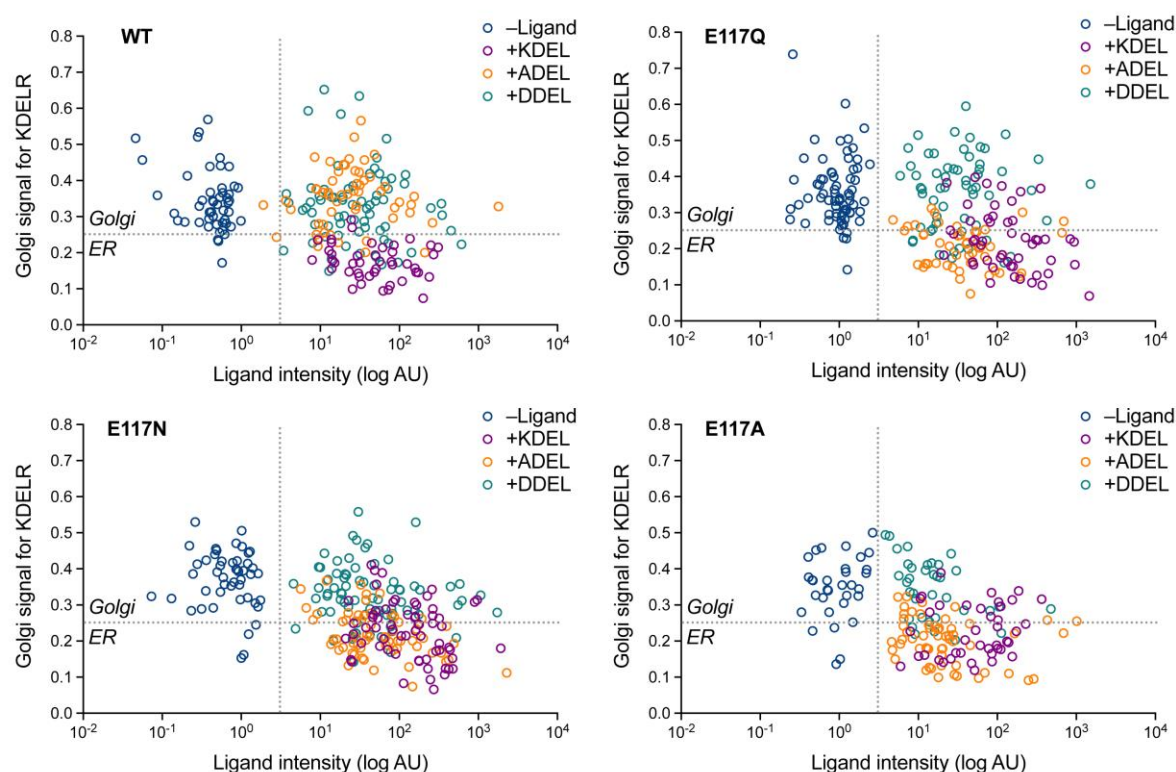 WT
–Ligand
+KDEL
+ADEL
+DDEL
Golgi signal for KDELR
0.8
0.7
0.6
0.5
0.4
0.3
0.2
0.1
0.0
Golgi
ER
10-2 10-1 100 101 102 103 104
Ligand intensity (log AU)
E117Q
–Ligand
+KDEL
+ADEL
+DDEL
Golgi signal for KDELR
0.8
0.7
0.6
0.5
0.4
0.3
0.2
0.1
0.0
Golgi
ER
10-2 10-1 100 101 102 103 104
Ligand intensity (log AU)
E117N
–Ligand
+KDEL
+ADEL
+DDEL
Golgi signal for KDELR
0.8
0.7
0.6
0.5
0.4
0.3
0.2
0.1
0.0
Golgi
ER
10-2 10-1 100 101 102 103 104
Ligand intensity (log AU)
E117A
–Ligand
+KDEL
+ADEL
+DDEL
Golgi signal for KDELR
0.8
0.7
0.6
0.5
0.4
0.3
0.2
0.1
0.0
Golgi
ER
10-2 10-1 100 101 102 103 104
Ligand intensity (log AU)